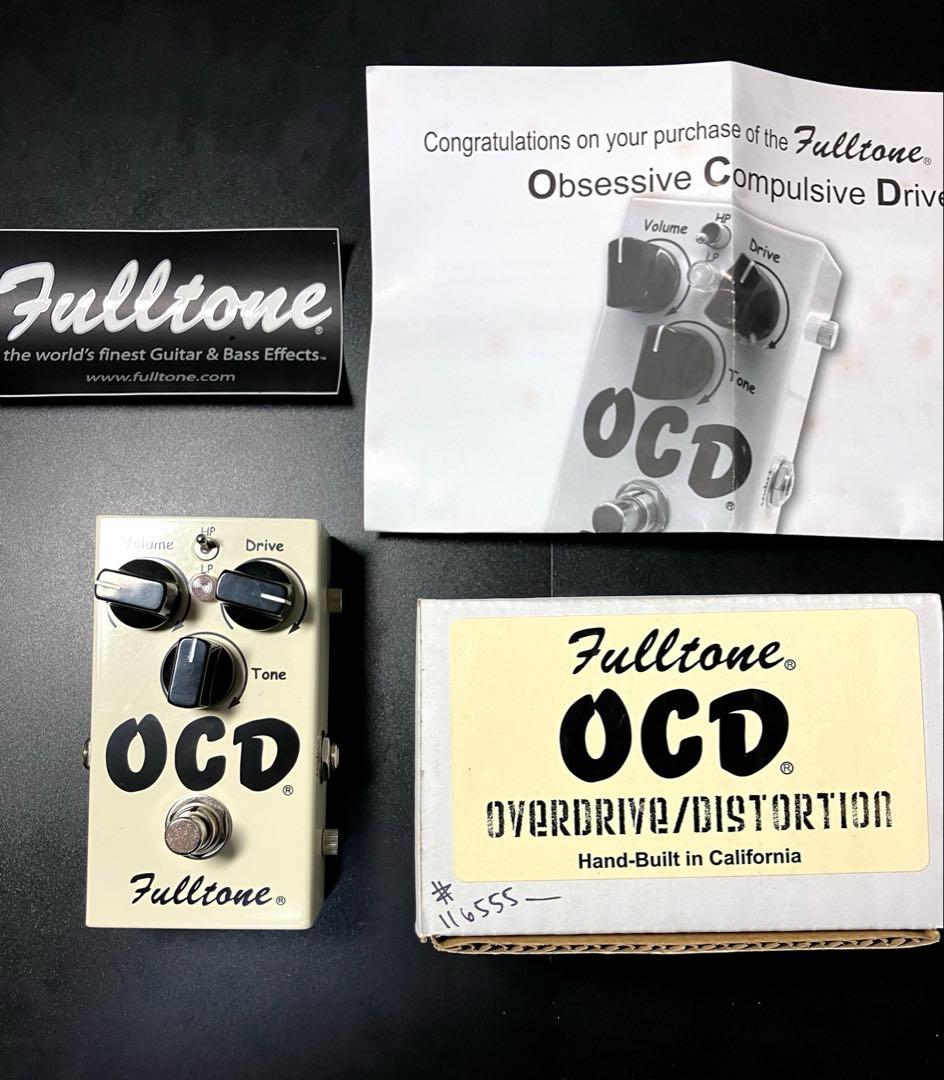 Congratulations on your purchase of the Fulltone®
Obsessive Compulsive Drive
Volume
HP
LP
Drive
Tone
OCD®
Fulltone®
the world's finest Guitar & Bass Effects™
www.fulltone.com
Volume
HP
LP
Drive
Tone
OCD®
Fulltone®
Fulltone®
OCD®
OVERDRIVE/DISTORTION
Hand-Built in California
#
116555